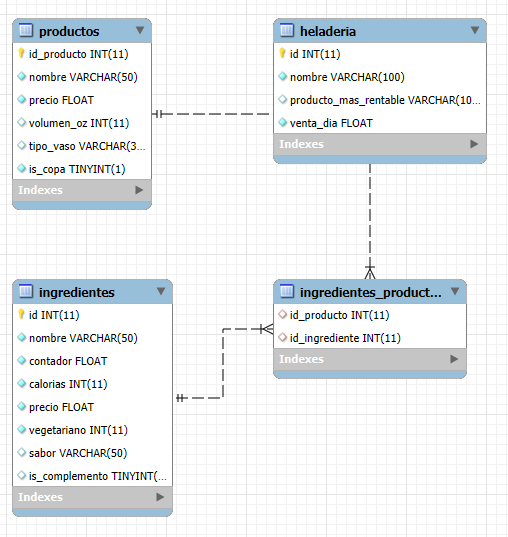 productos
id_producto INT(11)
nombre VARCHAR(50)
precio FLOAT
volumen_oz INT(11)
tipo_vaso VARCHAR(3...
is_copa TINYINT(1)
Indexes
heladeria
id INT(11)
nombre VARCHAR(100)
producto_mas_rentable VARCHAR(10...
venta_dia FLOAT
Indexes
ingredientes
id INT(11)
nombre VARCHAR(50)
contador FLOAT
calorias INT(11)
precio FLOAT
vegetariano INT(11)
sabor VARCHAR(50)
is_complemento TINYINT(...
Indexes
ingredientes_product...
id_producto INT(11)
id_ingrediente INT(11)
Indexes